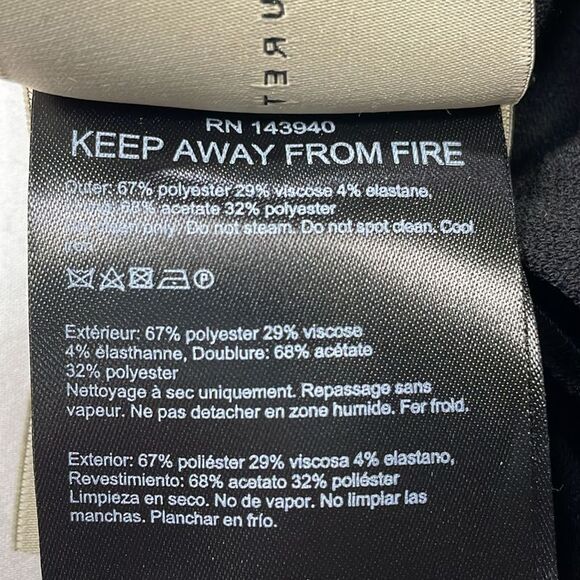 U R E T
RN 143940
KEEP AWAY FROM FIRE
Outer: 67% polyester 29% viscose 4% elastane,
68% acetate 32% polyester
clean only. Do not steam. Do not spot clean. Cool
Extérieur: 67% polyester 29% viscose
4% élasthanne, Doublure: 68% acétate
32% polyester
Nettoyage à sec uniquement. Repassage sans
vapeur. Ne pas detacher en zone humide. Fer froid.
Exterior: 67% poliéster 29% viscosa 4% elastano,
Revestimiento: 68% acetato 32% poliéster
Limpieza en seco. No de vapor. No limpiar las
manchas. Planchar en frío.